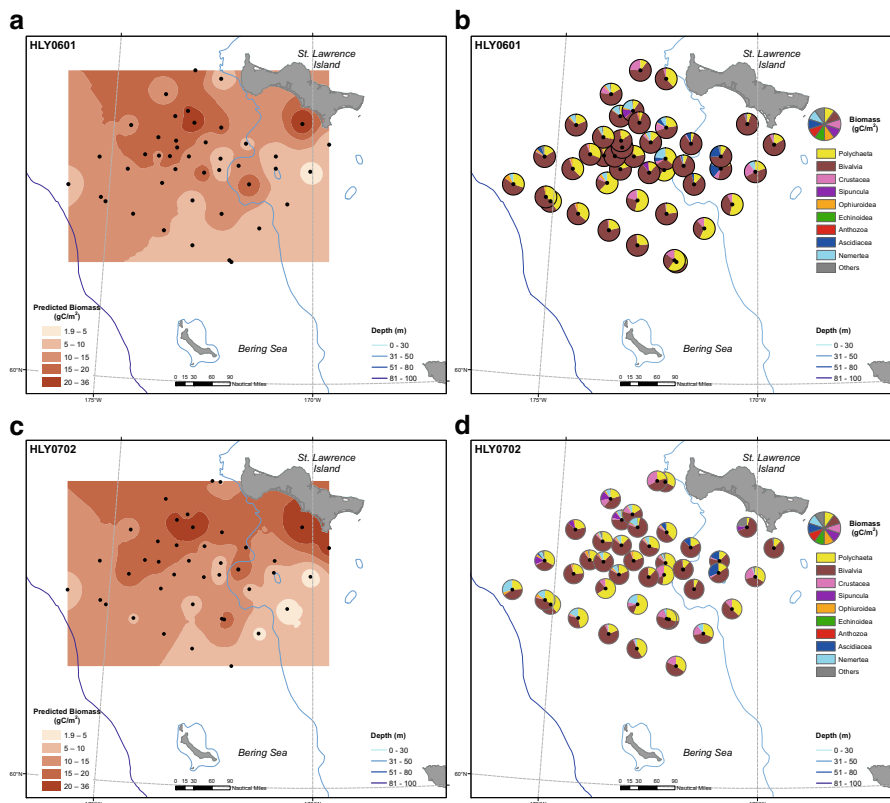 a
HLY0601
St. Lawrence
Island
Predicted Biomass
(gC/m²)
1.9 – 5
5 – 10
10 – 15
15 – 20
20 – 36
Bering Sea
0 15 30 60 90
Nautical Miles
Depth (m)
0 - 30
31 - 50
51 - 80
81 - 100
60°N
175°W
170°W
b
HLY0601
St. Lawrence
Island
Biomass
(gC/m²)
Polychaeta
Bivalvia
Crustacea
Sipuncula
Ophiuroidea
Echinoidea
Anthozoa
Ascidiacea
Nemertea
Others
Bering Sea
0 15 30 60 90
Nautical Miles
Depth (m)
0 - 30
31 - 50
51 - 80
81 - 100
60°N
175°W
170°W
c
HLY0702
St. Lawrence
Island
Predicted Biomass
(gC/m²)
1.9 – 5
5 – 10
10 – 15
15 – 20
20 – 36
Bering Sea
0 15 30 60 90
Nautical Miles
Depth (m)
0 - 30
31 - 50
51 - 80
81 - 100
60°N
175°W
170°W
d
HLY0702
St. Lawrence
Island
Biomass
(gC/m²)
Polychaeta
Bivalvia
Crustacea
Sipuncula
Ophiuroidea
Echinoidea
Anthozoa
Ascidiacea
Nemertea
Others
Bering Sea
0 15 30 60 90
Nautical Miles
Depth (m)
0 - 30
31 - 50
51 - 80
81 - 100
60°N
175°W
170°W